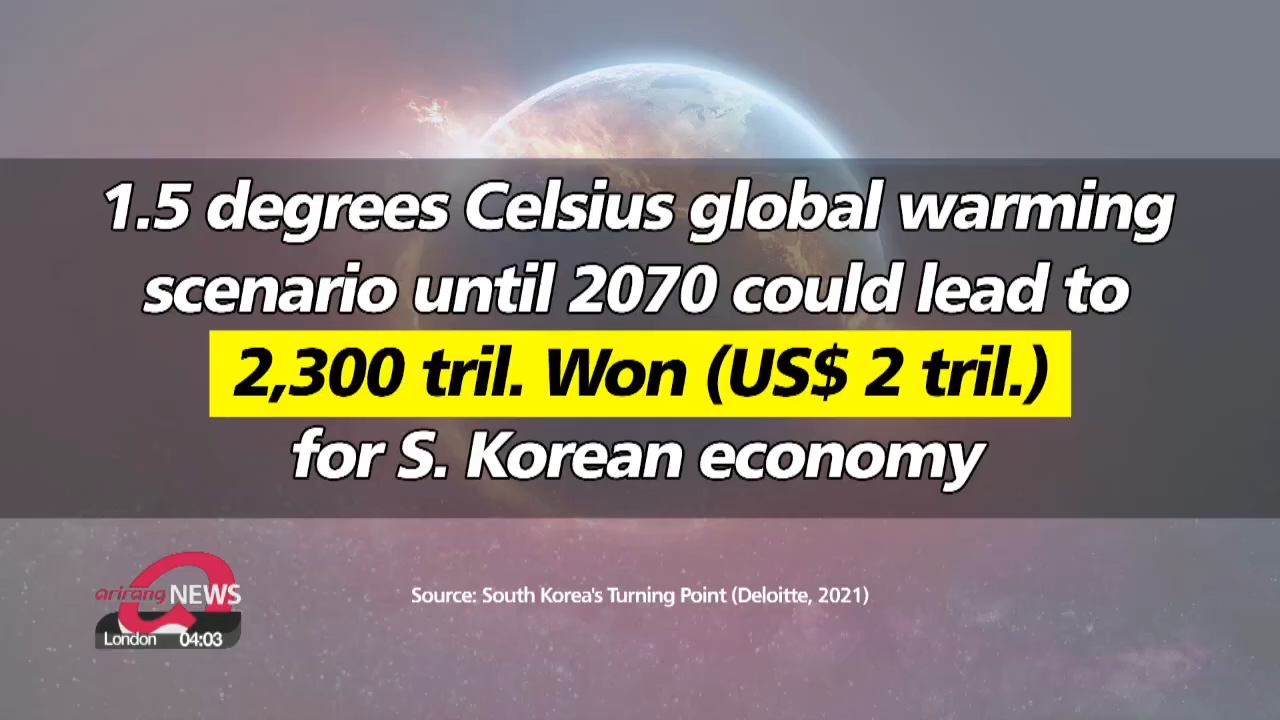 1.5 degrees Celsius global warming
scenario until 2070 could lead to
2,300 tril. Won (US$ 2 tril.)
for S. Korean economy
arirang NEWS
London 04:03
Source: South Korea's Turning Point (Deloitte, 2021)